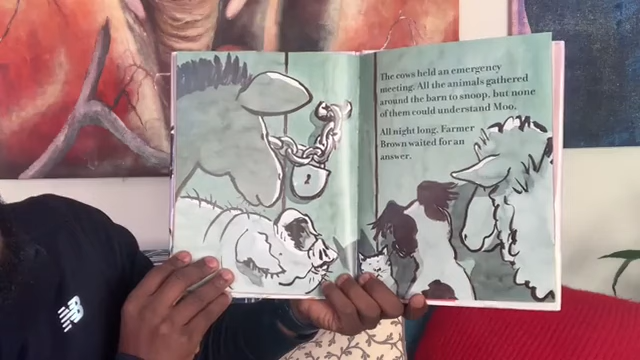 The cows held an emergency
meeting. All the animals gathered
around the barn to snoop, but none
of them could understand Moo.
All night long, Farmer
Brown waited for an
answer.